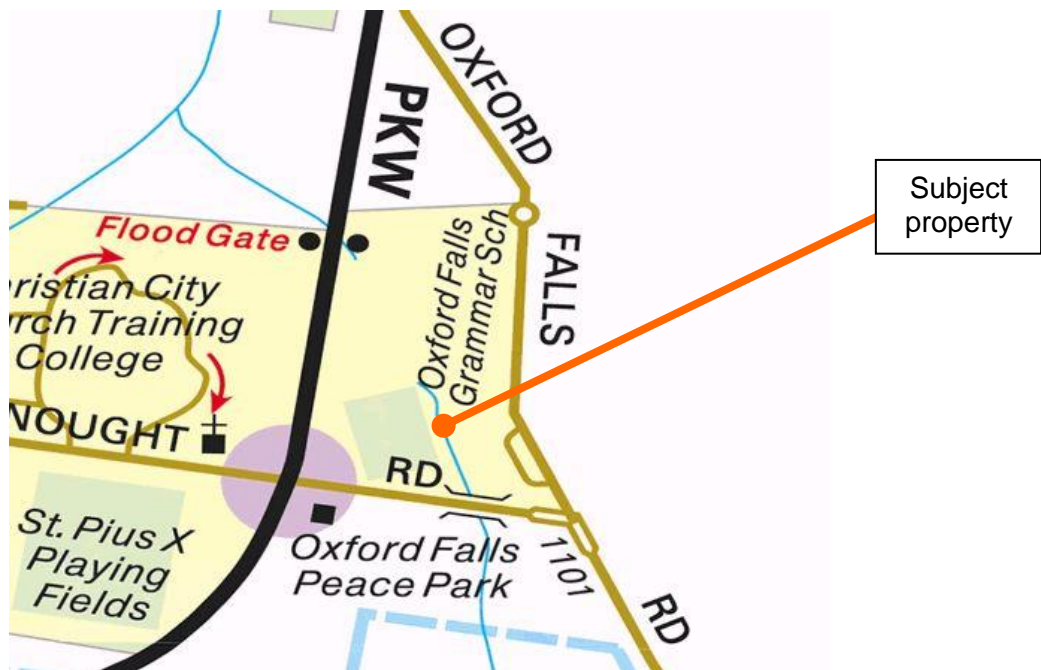 OXFORD
PKW
Subject
property
Flood Gate
Oxford Falls
Grammar Sch
FALLS
ristian City
rch Training
College
NOUGHT
RD
St. Pius X
Playing
Fields
Oxford Falls
Peace Park
1101
RD